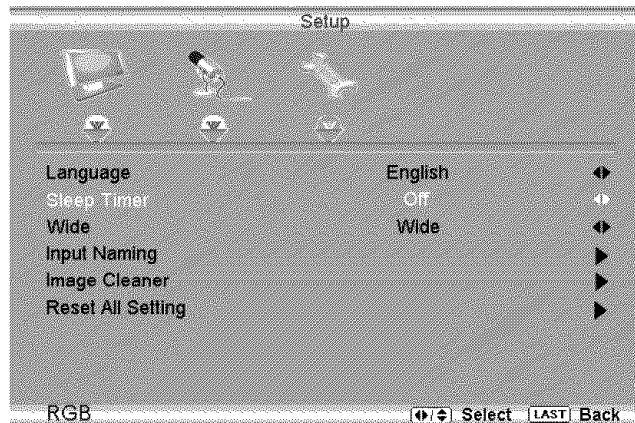 Setup
Language English
Sleep Timer Off
Wide Wide
Input Naming
Image Cleaner
Reset All Setting
RGB Select LAST Back